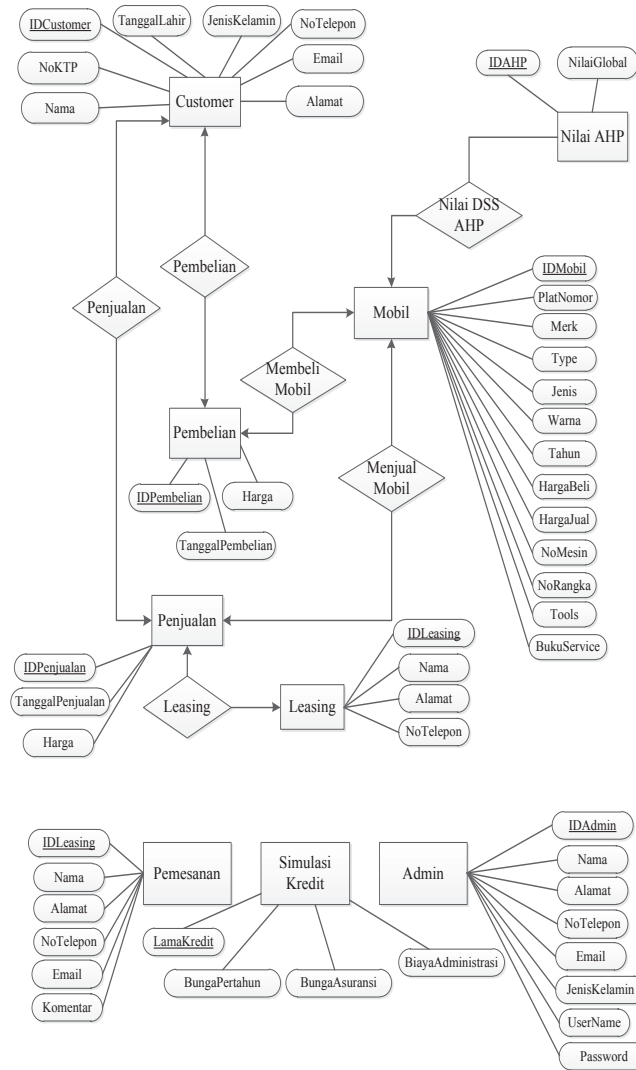 IDCustomer
TanggalLahir
JenisKelamin
NoTelepon
NoKTP
Email
Nama
Customer
Alamat
IDAHP
NilaiGlobal
Nilai AHP
Nilai DSS
AHP
Pembelian
Penjualan
Mobil
IDMobil
PlatNomor
Merk
Type
Jenis
Warna
Tahun
HargaBeli
HargaJual
NoMesin
NoRangka
Tools
BukuService
Membeli
Mobil
Pembelian
IDPembelian
Harga
TanggalPembelian
Menjual
Mobil
Penjualan
IDPenjualan
TanggalPenjualan
Harga
Leasing
Leasing
IDLeasing
Nama
Alamat
NoTelepon
IDLeasing
Nama
Alamat
NoTelepon
Email
Komentar
Pemesanan
Simulasi
Kredit
LamaKredit
BungaPertahun
BungaAsuransi
BiayaAdministrasi
Admin
IDAdmin
Nama
Alamat
NoTelepon
Email
JenisKelamin
UserName
Password